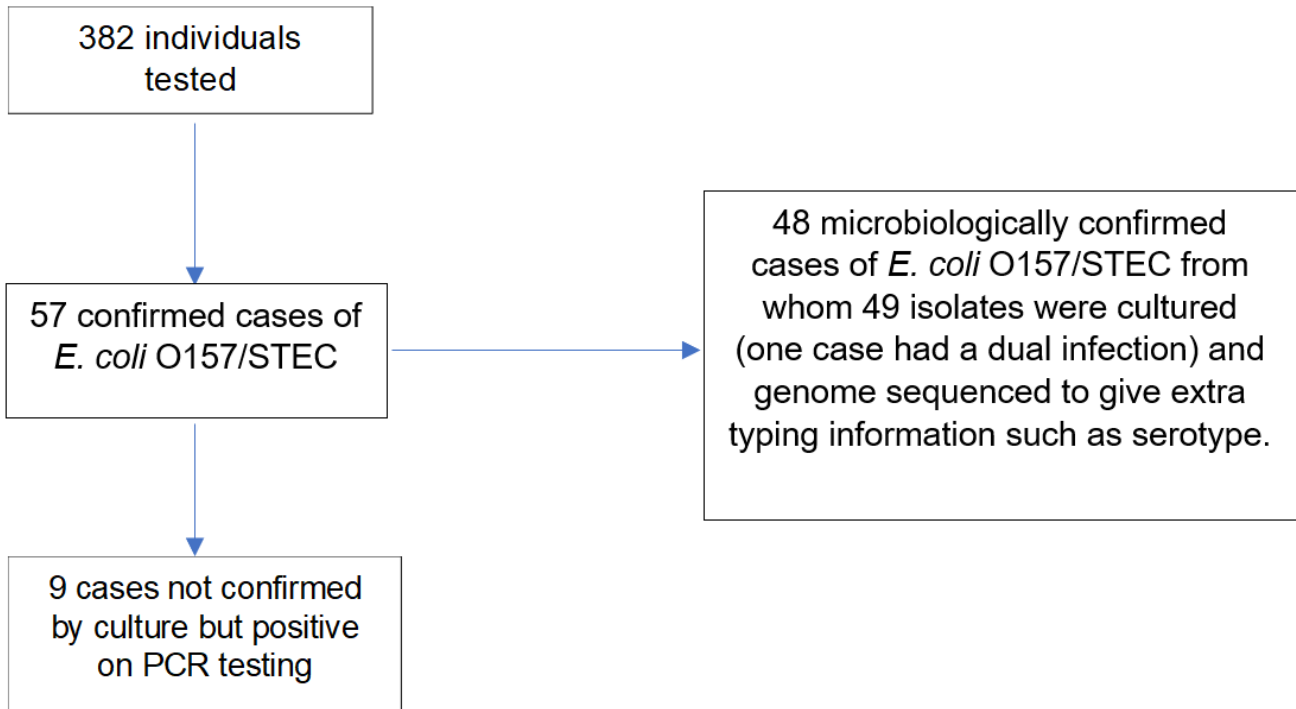 382 individuals
tested
57 confirmed cases of
E. coli O157/STEC
48 microbiologically confirmed
cases of E. coli O157/STEC from
whom 49 isolates were cultured
(one case had a dual infection) and
genome sequenced to give extra
typing information such as serotype.
9 cases not confirmed
by culture but positive
on PCR testing